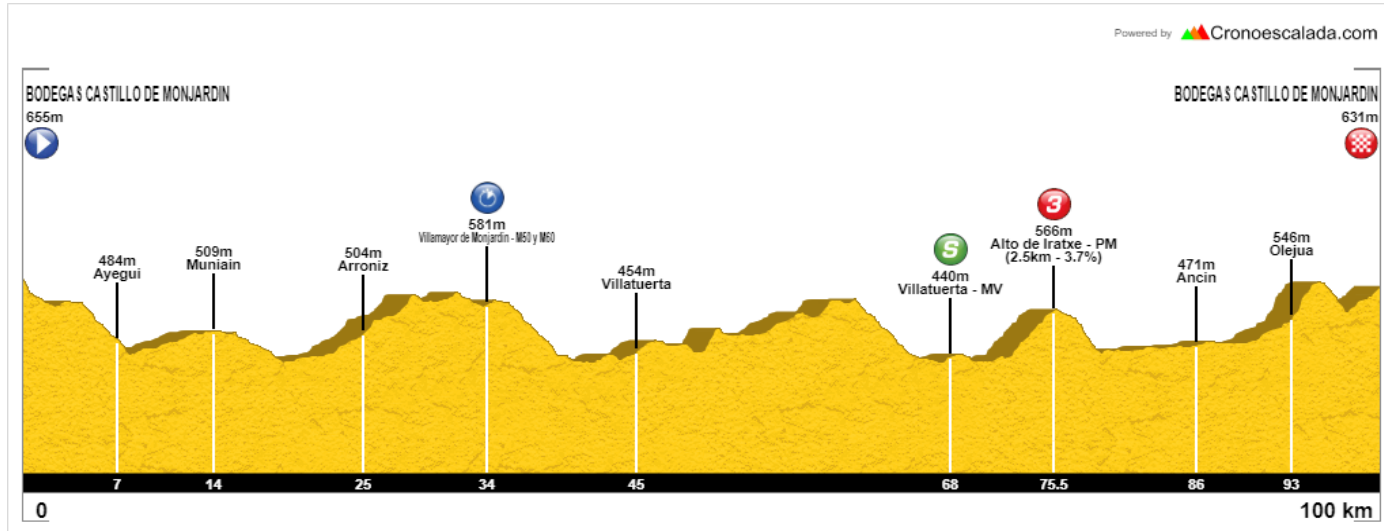 Powered by Cronoescalada.com
BODEGAS CASTILLO DE MONJARDIN
655m
BODEGAS CASTILLO DE MONJARDIN
631m
484m
Ayegui
509m
Muniain
504m
Arroniz
581m
Villamayor de Monjardin - M50 y M60
454m
Villatuerta
S
440m
Villatuerta - MV
3
566m
Alto de Iratxe - PM
(2.5km - 3.7%)
471m
Ancin
546m
Olejua
7 14 25 34 45 68 75.5 86 93
0 100 km